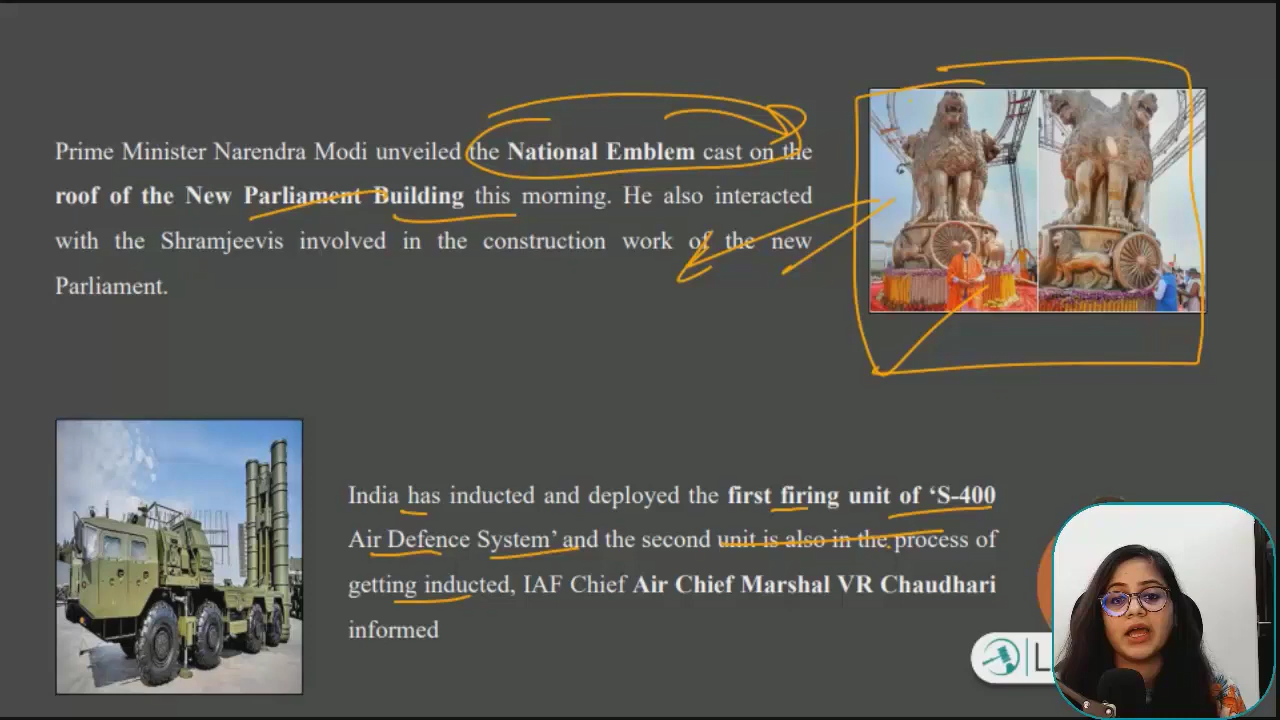 Prime Minister Narendra Modi unveiled the National Emblem cast on the
roof of the New Parliament Building this morning. He also interacted
with the Shramjeevis involved in the construction work of the new
Parliament.
India has inducted and deployed the first firing unit of ‘S-400
Air Defence System’ and the second unit is also in the process of
getting inducted, IAF Chief Air Chief Marshal VR Chaudhari
informed
L